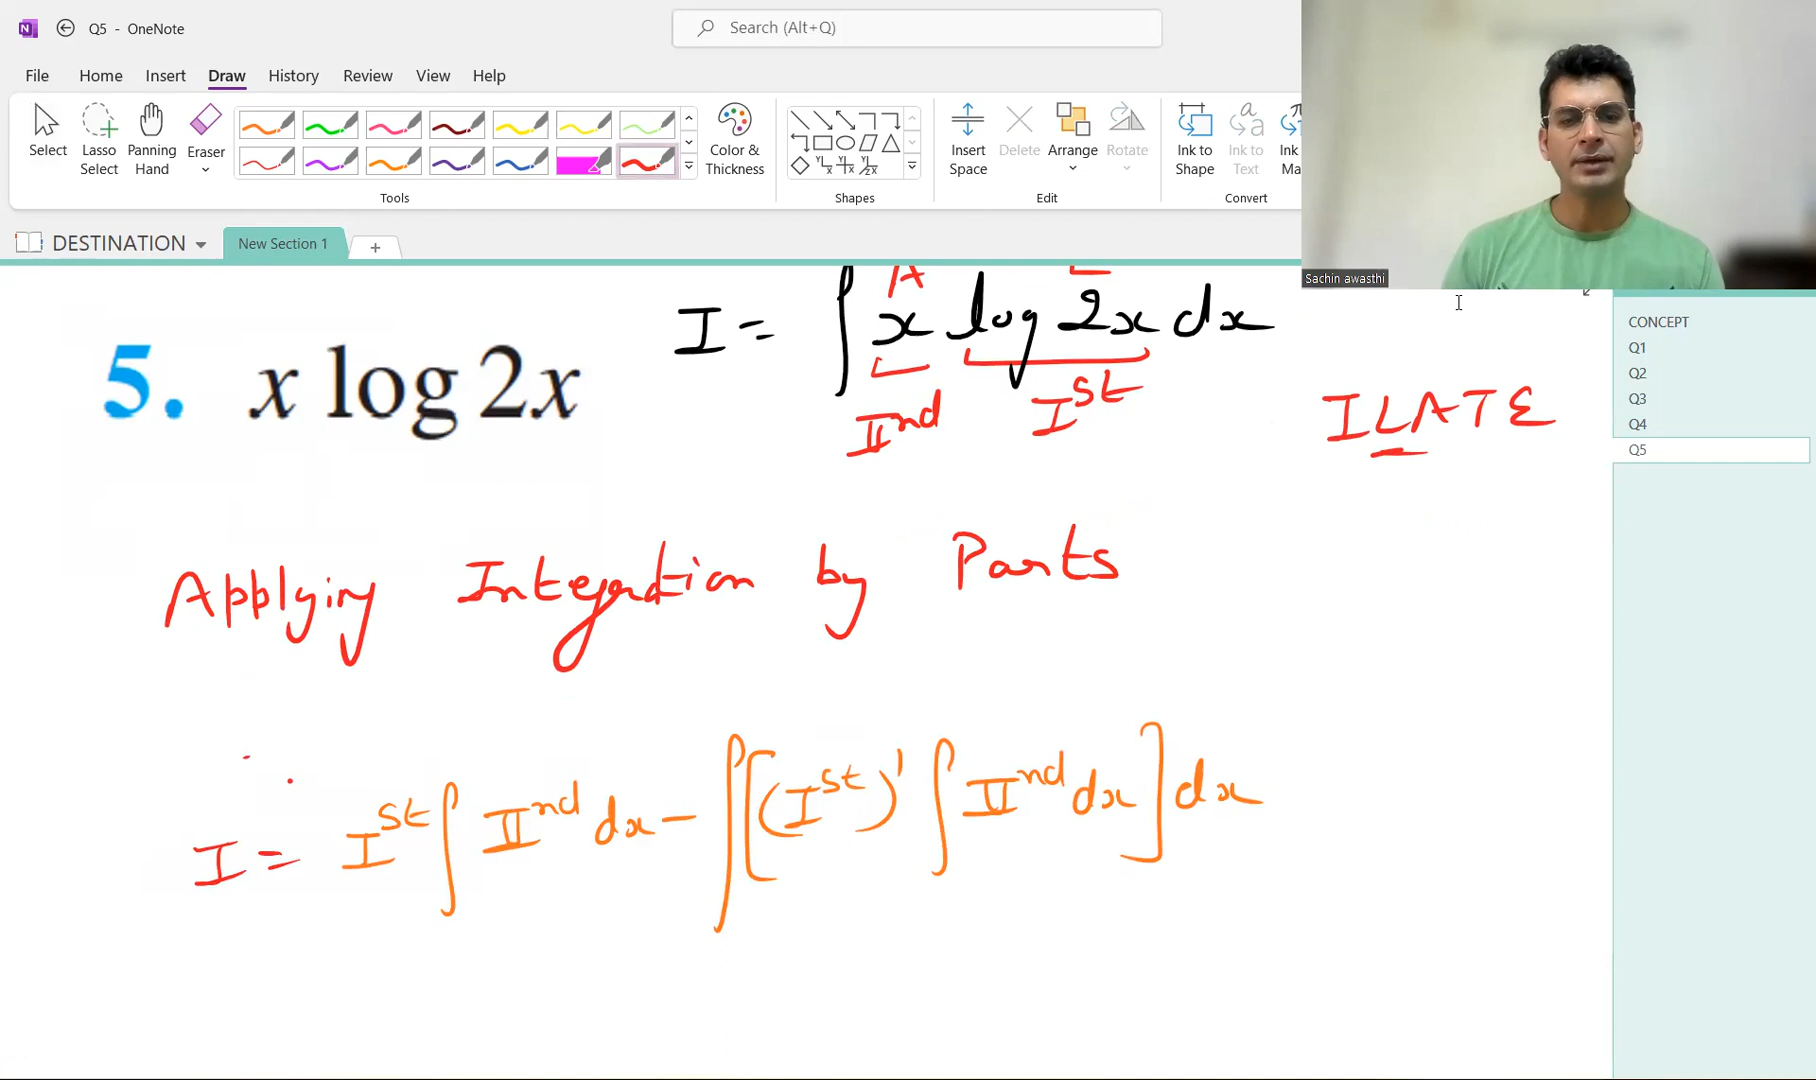 Q5 - OneNote
Search (Alt+Q)
File Home Insert Draw History Review View Help
Select
Lasso Select
Panning Hand
Eraser
Color & Thickness
Insert Space
Delete
Arrange
Rotate
Ink to Shape
Ink to Text
Ink Ma
Tools
Shapes
Edit
Convert
DESTINATION
New Section 1
Sachin awasthi
CONCEPT
Q1
Q2
Q3
Q4
Q5
A
I = ∫ x log 2x dx
IInd Ist
ILATE
5. x log 2x
Applying Integration by Parts
I = Ist ∫ IInd dx - ∫ [(Ist)' ∫ IInd dx] dx